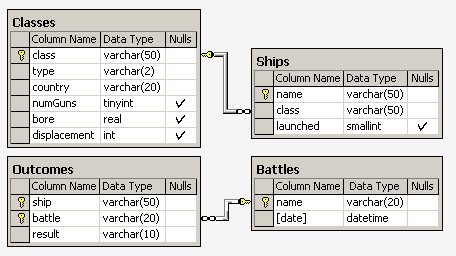 Classes
Column Name Data Type Nulls
class varchar(50)
type varchar(2)
country varchar(20)
numGuns tinyint ✓
bore real ✓
displacement int ✓
Ships
Column Name Data Type Nulls
name varchar(50)
class varchar(50)
launched smallint ✓
Outcomes
Column Name Data Type Nulls
ship varchar(50)
battle varchar(20)
result varchar(10)
Battles
Column Name Data Type Nulls
name varchar(20)
[date] datetime